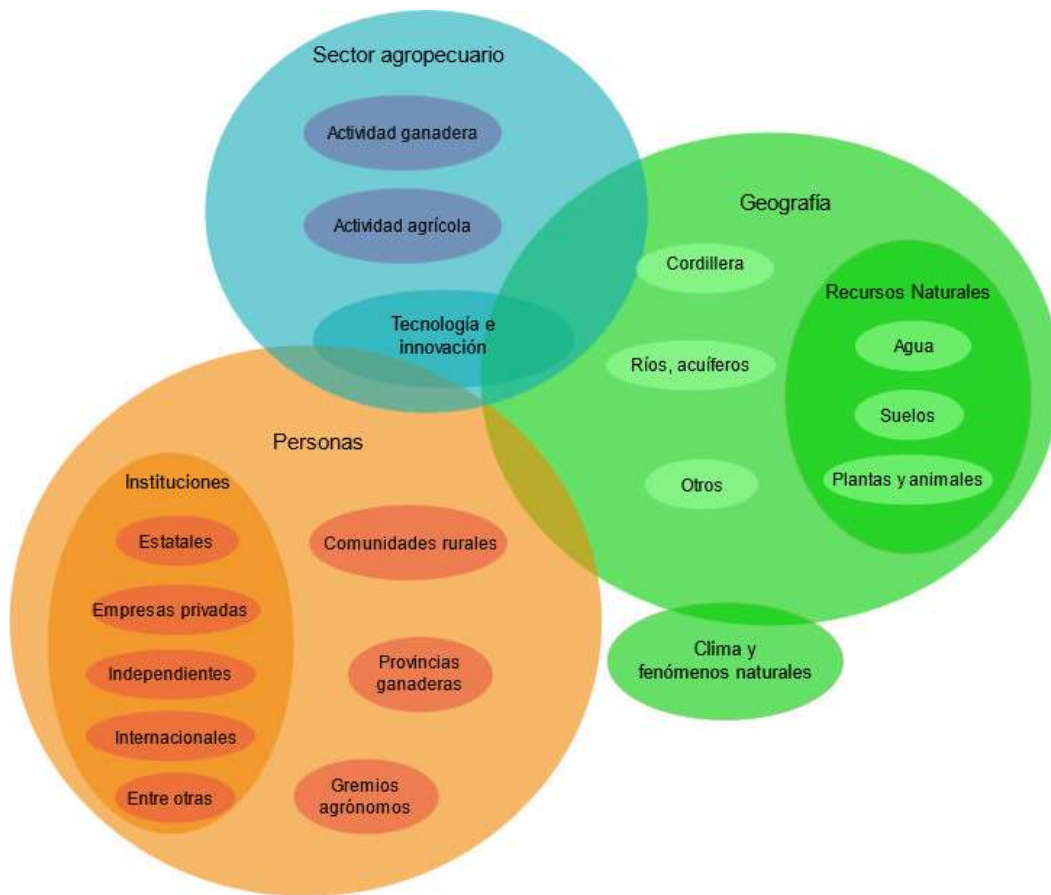 Sector agropecuario
Actividad ganadera
Actividad agrícola
Tecnología e
innovación
Geografía
Cordillera
Ríos, acuíferos
Otros
Recursos Naturales
Agua
Suelos
Plantas y animales
Clima y
fenómenos naturales
Personas
Instituciones
Estatales
Empresas privadas
Independientes
Internacionales
Entre otras
Comunidades rurales
Provincias
ganaderas
Gremios
agrónomos